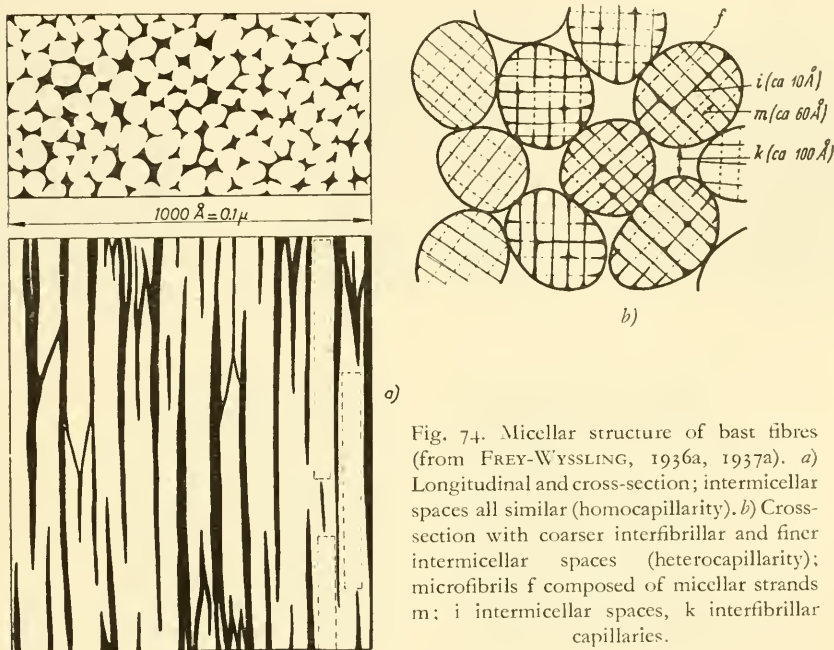 f
i (ca 10Å)
m (ca 60Å)
k (ca 100Å)
1000 Å = 0.1 µ
b)
a)
Fig. 74. Micellar structure of bast fibres
(from FREY-WYSSLING, 1936a, 1937a). a)
Longitudinal and cross-section; intermicellar
spaces all similar (homocapillarity). b) Cross-
section with coarser interfibrillar and finer
intermicellar spaces (heterocapillarity);
microfibrils f composed of micellar strands
m; i intermicellar spaces, k interfibrillar
capillaries.